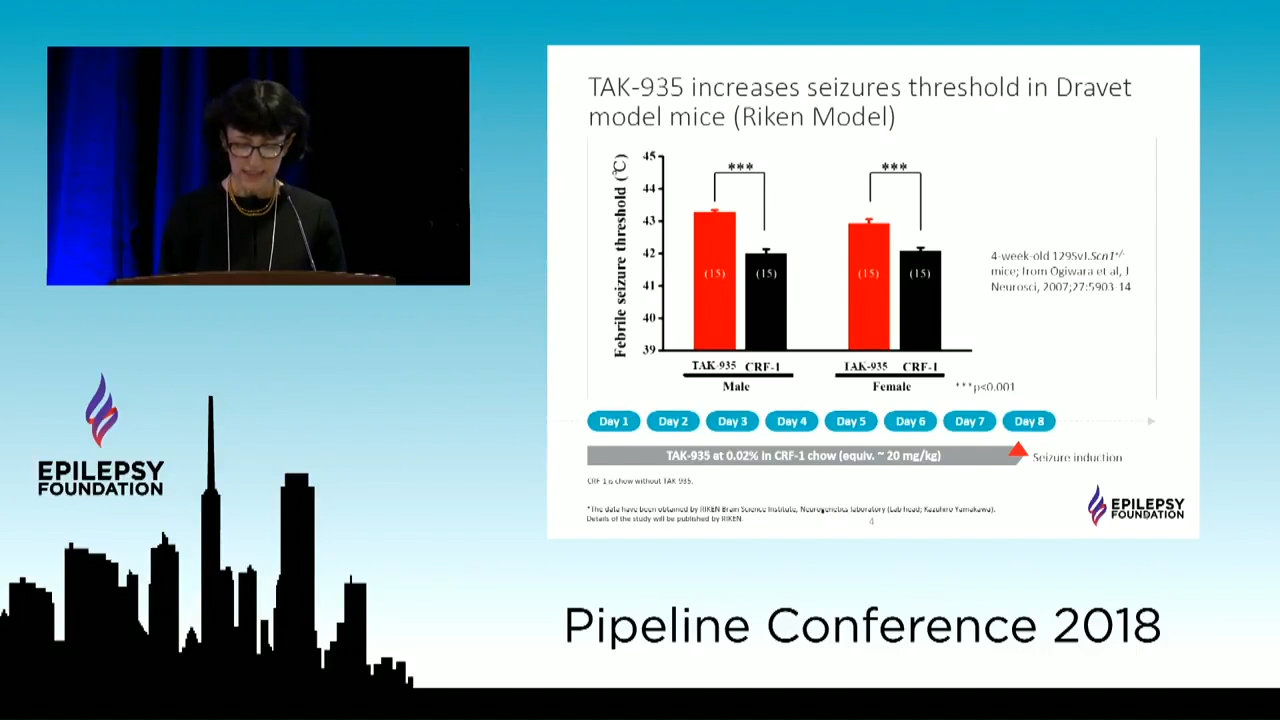 TAK-935 increases seizures threshold in Dravet
model mice (Riken Model)
Febrile seizure threshold (℃)
45
44
43
42
41
40
39
***
***
(15)
(15)
(15)
(15)
TAK-935 CRF-1
TAK-935 CRF-1
Male
Female
***p<0.001
4-week-old 129SvJ.Scn1+/-
mice; from Ogiwara et al, J
Neurosci, 2007;27:5903-14
Day 1
Day 2
Day 3
Day 4
Day 5
Day 6
Day 7
Day 8
TAK-935 at 0.02% in CRF-1 chow (equiv. ~ 20 mg/kg)
Seizure induction
CRF-1 is chow without TAK-935.
*The data have been obtained by RIKEN Brain Science Institute, Neurogenetics laboratory (Lab head; Kazuhiro Yamakawa).
Details of the study will be published by RIKEN.
4
EPILEPSY
FOUNDATION
EPILEPSY
FOUNDATION
Pipeline Conference 2018